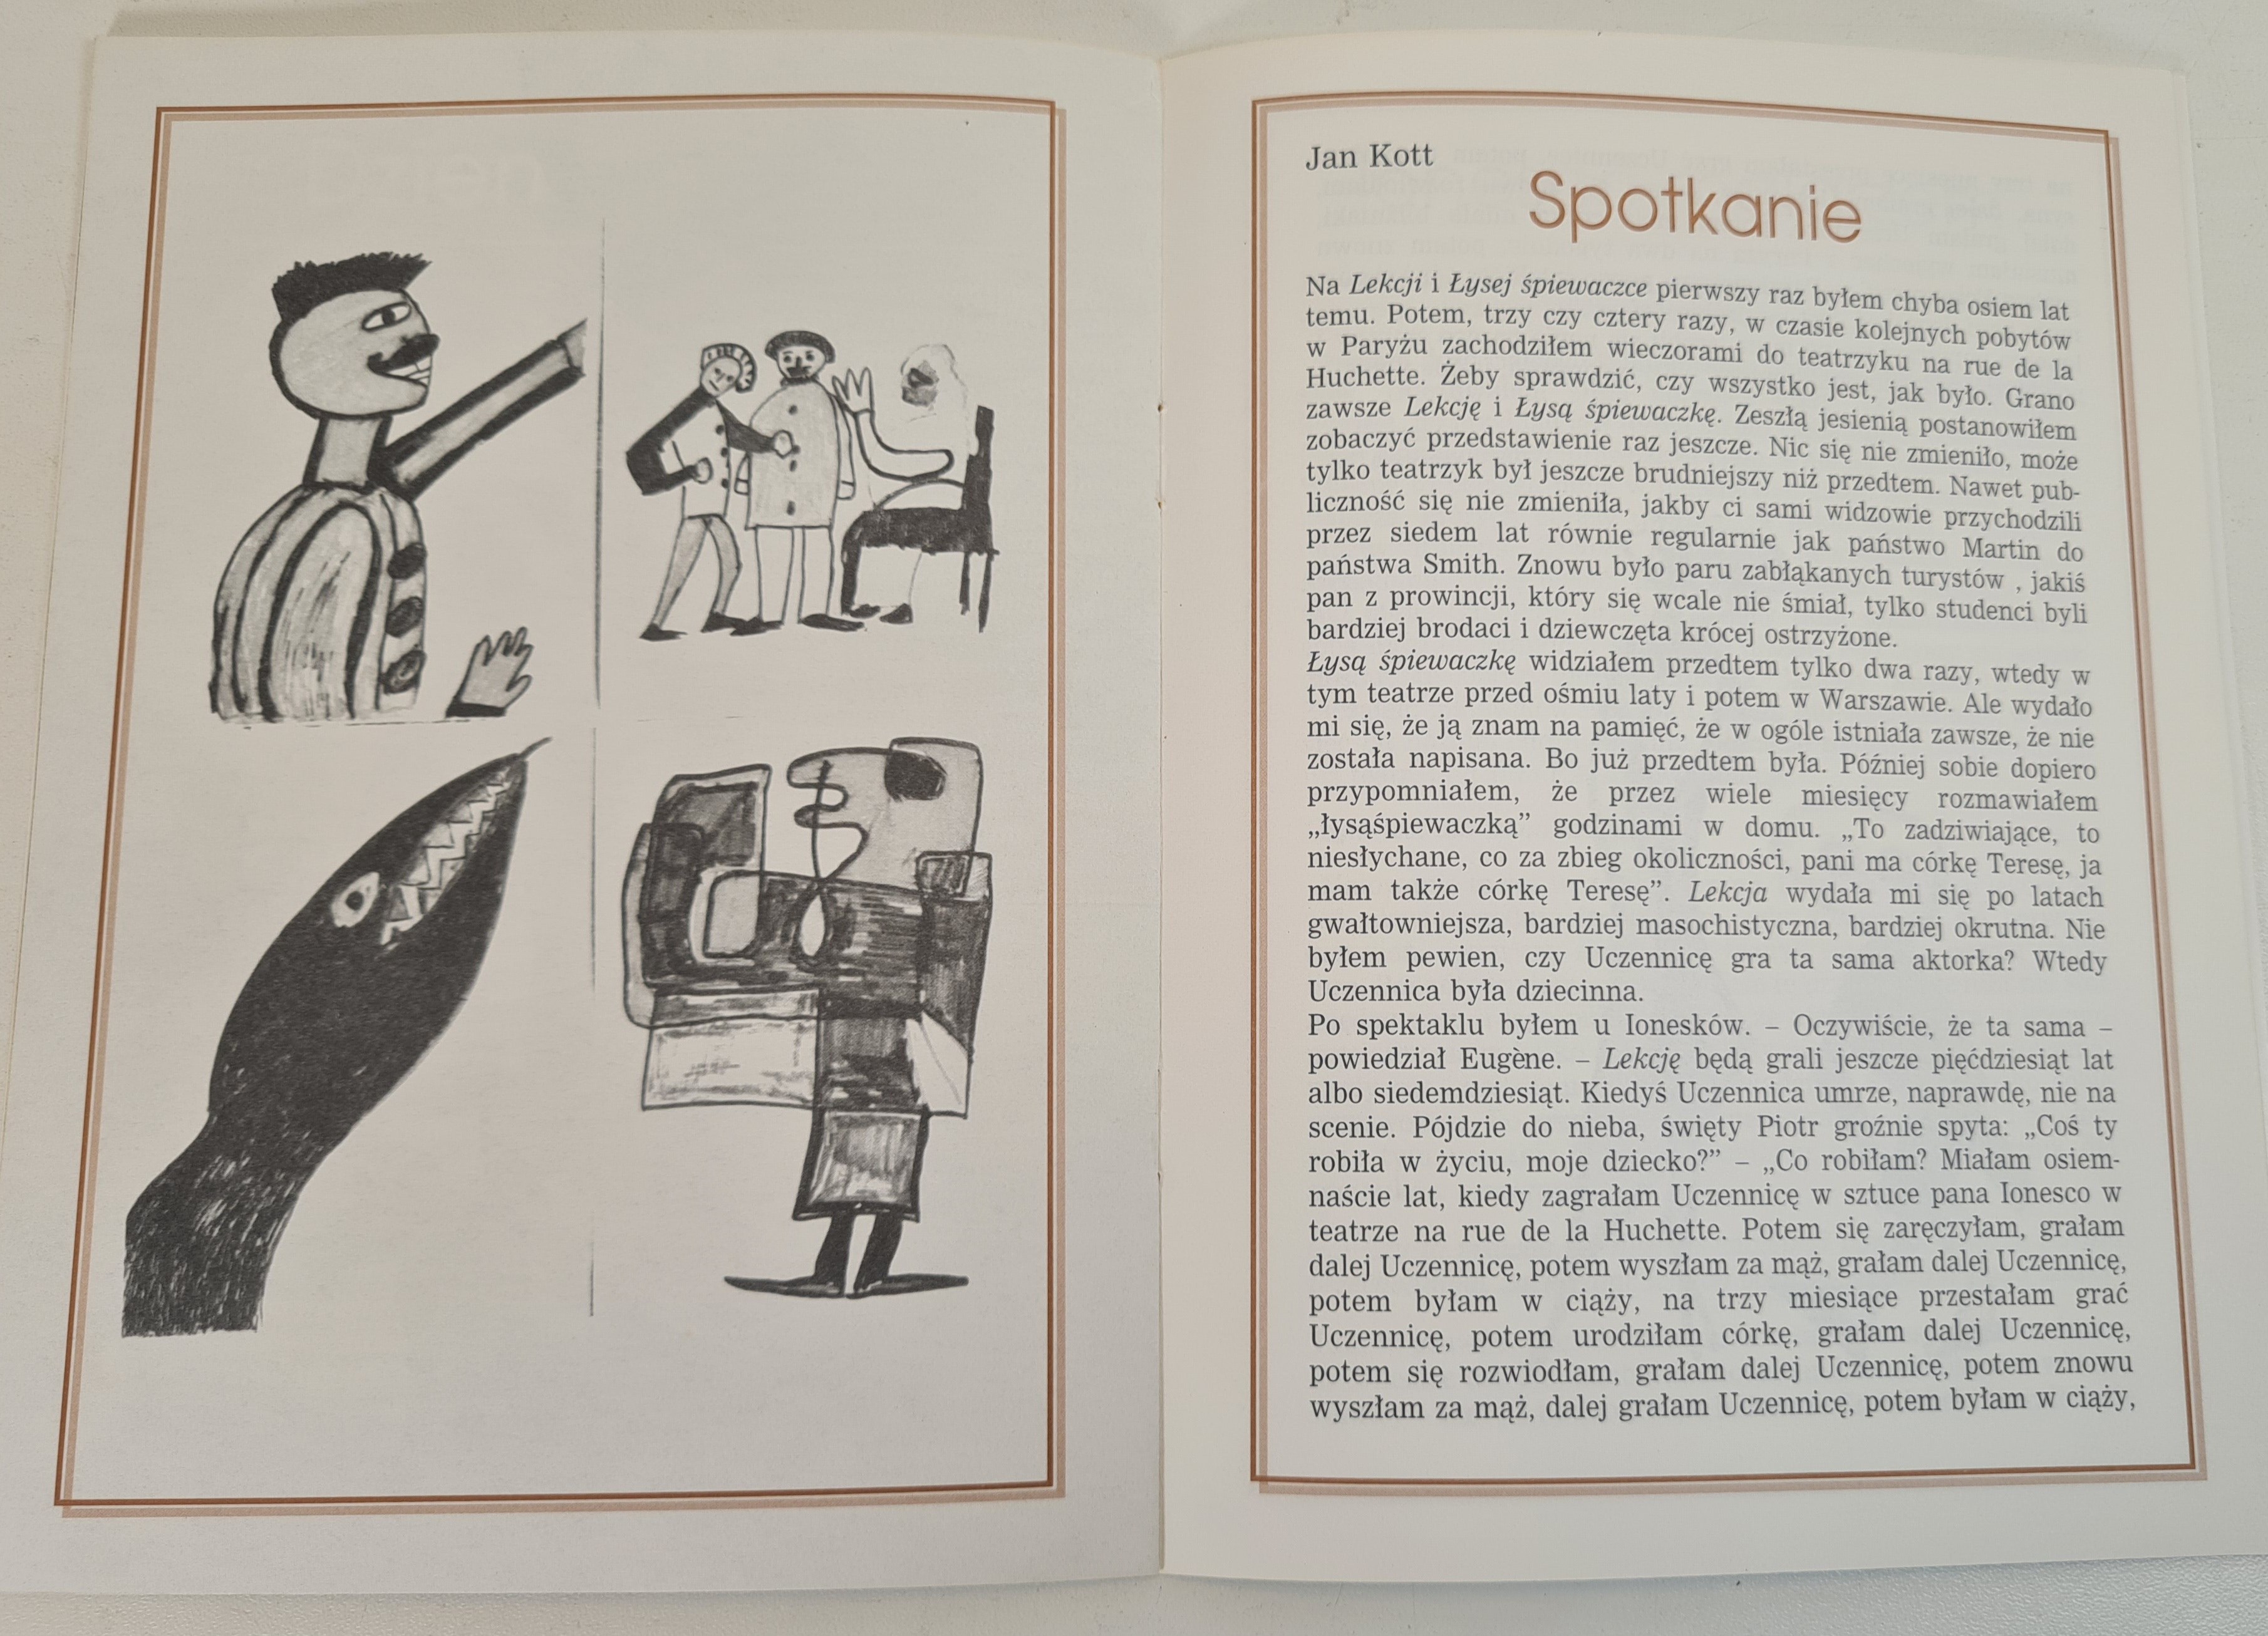 Jan Kott
Spotkanie
Na Lekcji i Łysej śpiewaczce pierwszy raz byłem chyba osiem lat
temu. Potem, trzy czy cztery razy, w czasie kolejnych pobytów
w Paryżu zachodziłem wieczorami do teatrzyku na rue de la
Huchette. Żeby sprawdzić, czy wszystko jest, jak było. Grano
zawsze Lekcję i Łysą śpiewaczkę. Zeszłą jesienią postanowiłem
zobaczyć przedstawienie raz jeszcze. Nic się nie zmieniło, może
tylko teatrzyk był jeszcze brudniejszy niż przedtem. Nawet pub-
liczność się nie zmieniła, jakby ci sami widzowie przychodzili
przez siedem lat równie regularnie jak państwo Martin do
państwa Smith. Znowu było paru zabłąkanych turystów , jakiś
pan z prowincji, który się wcale nie śmiał, tylko studenci byli
bardziej brodaci i dziewczęta krócej ostrzyżone.
Łysą śpiewaczkę widziałem przedtem tylko dwa razy, wtedy w
tym teatrze przed ośmiu laty i potem w Warszawie. Ale wydało
mi się, że ją znam na pamięć, że w ogóle istniała zawsze, że nie
została napisana. Bo już przedtem była. Później sobie dopiero
przypomniałem, że przez wiele miesięcy rozmawiałem
„łysąśpiewaczką” godzinami w domu. „To zadziwiające, to
niesłychane, co za zbieg okoliczności, pani ma córkę Teresę, ja
mam także córkę Teresę”. Lekcja wydała mi się po latach
gwałtowniejsza, bardziej masochistyczna, bardziej okrutna. Nie
byłem pewien, czy Uczennicę gra ta sama aktorka? Wtedy
Uczennica była dziecinna.
Po spektaklu byłem u Ionesków. – Oczywiście, że ta sama –
powiedział Eugène. – Lekcję będą grali jeszcze pięćdziesiąt lat
albo siedemdziesiąt. Kiedyś Uczennica umrze, naprawdę, nie na
scenie. Pójdzie do nieba, święty Piotr groźnie spyta: „Coś ty
robiła w życiu, moje dziecko?” – „Co robiłam? Miałam osiem-
naście lat, kiedy zagrałam Uczennicę w sztuce pana Ionesco w
teatrze na rue de la Huchette. Potem się zaręczyłam, grałam
dalej Uczennicę, potem wyszłam za mąż, grałam dalej Uczennicę,
potem byłam w ciąży, na trzy miesiące przestałam grać
Uczennicę, potem urodziłam córkę, grałam dalej Uczennicę,
potem się rozwiodłam, grałam dalej Uczennicę, potem znowu
wyszłam za mąż, dalej grałam Uczennicę, potem byłam w ciąży,